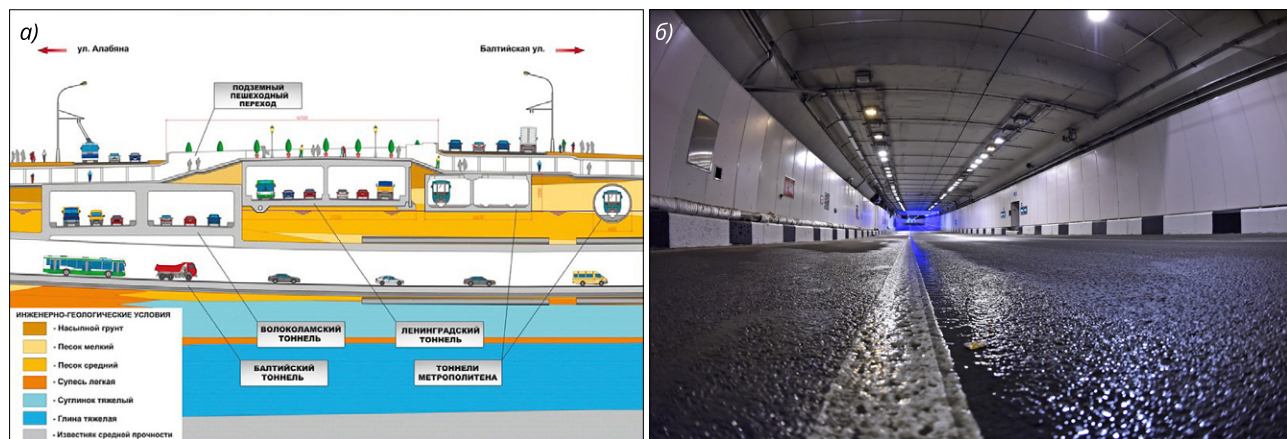 а)
ул. Алабяна
Балтийская ул.
ПОДЗЕМНЫЙ
ПЕШЕХОДНЫЙ
ПЕРЕХОД
ИНЖЕНЕРНО-ГЕОЛОГИЧЕСКИЕ УСЛОВИЯ
- Насыпной грунт
- Песок мелкий
- Песок средний
- Супесь легкая
- Суглинок тяжелый
- Глина тяжелая
- Известняк средней прочности
ВОЛОКОЛАМСКИЙ
ТОННЕЛЬ
БАЛТИЙСКИЙ
ТОННЕЛЬ
ЛЕНИНГРАДСКИЙ
ТОННЕЛЬ
ТОННЕЛИ
МЕТРОПОЛИТЕНА
б)